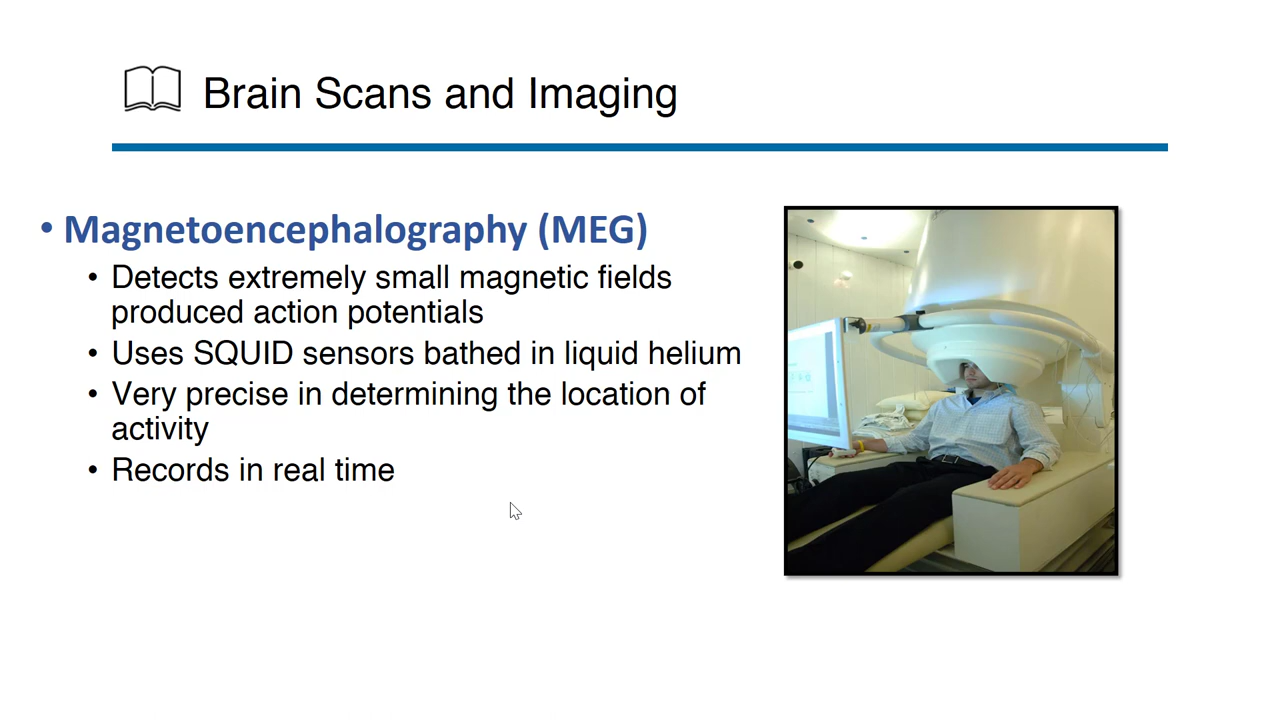 Brain Scans and Imaging
• Magnetoencephalography (MEG)
• Detects extremely small magnetic fields
produced action potentials
• Uses SQUID sensors bathed in liquid helium
• Very precise in determining the location of
activity
• Records in real time